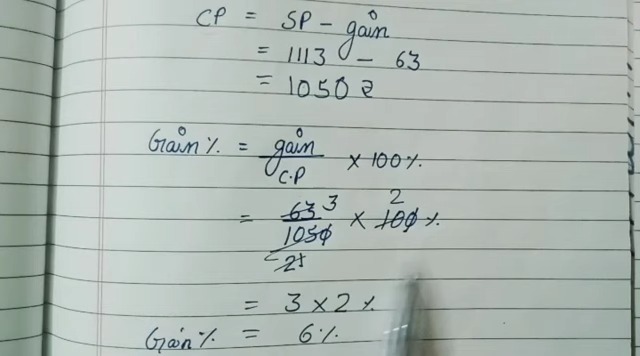 CP = SP - gain
= 1113 - 63
= 1050 ₹
Gain % = gain / C.P × 100 %
= 63 3 / 1050 21 × 100 2 %
= 3 × 2 %
Gain % = 6 %